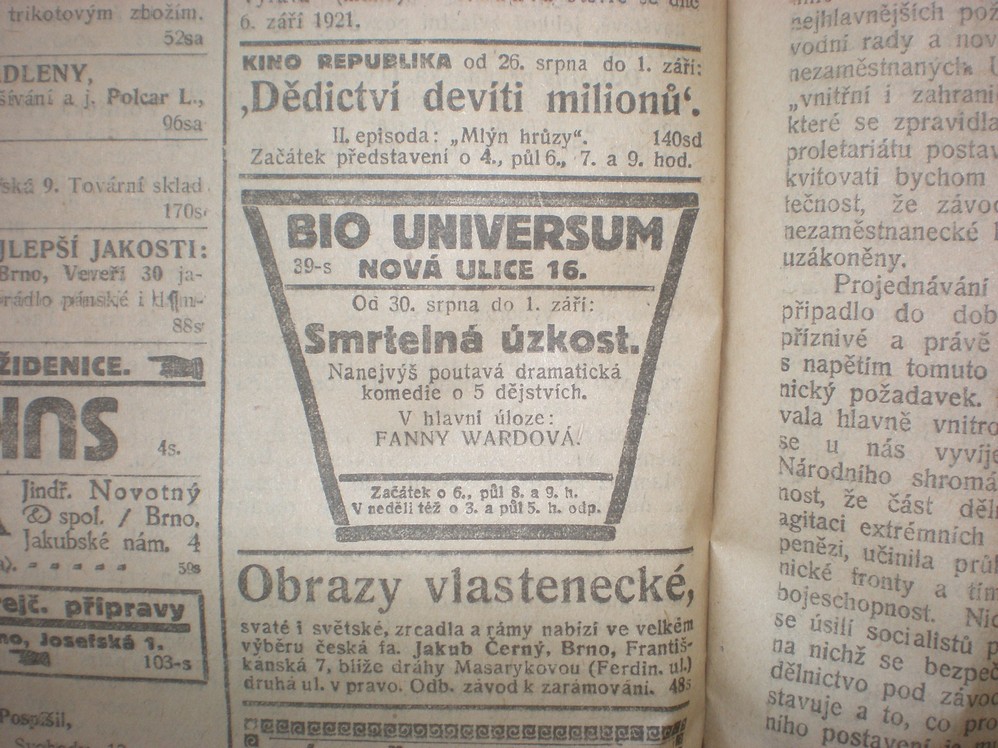 trikotovým zbožím.
52sa
ADLENY,
šívání a j. Polcar L.,
96sa
ská 9. Tovární sklad
170s
JLEPŠÍ JAKOSTI:
Brno, Veveří 30 ja-
prádlo pánské i
88s
ŽIDENICE.
4s.
Jindř. Novotný
& spol. / Brno,
Jakubské nám. 4
59s
rejč. přípravy
no, Josefská 1.
103-s
Pospíšil,
6. září 1921.
KINO REPUBLIKA od 26. srpna do 1. září:
‚Dědictví devíti milionů‘.
II. episoda: „Mlýn hrůzy“. 140sd
Začátek představení o 4., půl 6., 7. a 9. hod.
BIO UNIVERSUM
39-s NOVÁ ULICE 16.
Od 30. srpna do 1. září:
Smrtelná úzkost.
Nanejvýš poutavá dramatická
komedie o 5 dějstvích.
V hlavní úloze:
FANNY WARDOVÁ.
Začátek o 6., půl 8. a 9. h.
V neděli též o 3. a půl 5. h. odp.
Obrazy vlastenecké,
svaté i světské, zrcadla a rámy nabízí ve velkém
výběru česká fa. Jakub Černý, Brno, Františ-
kánská 7, blíže dráhy Masarykovou (Ferdin. ul.)
druhá ul. v pravo. Odb. závod k zarámování. 48s
nejhlavnějších pož
vodní rady a nov
nezaměstnaných
„vnitřní i zahrani
které se zpravidla
proletariátu postav
kvitovati bychom
tečnost, že závo
nezaměstnanecké
uzákoněny.
Projednávání
připadlo do dob
příznivé a právě
s napětím tomuto
nický požadavek.
vala hlavně vnitro
se u nás vyvíje
Národního shromá
nost, že část děl
agitaci extrémních
penězi, učinila prů
nické fronty a tím
bojeschopnost. Nic
se úsilí socialistů p
na nichž se bezpeč
dělnictvo pod závod
stavuje a to, co pro
ního postavení